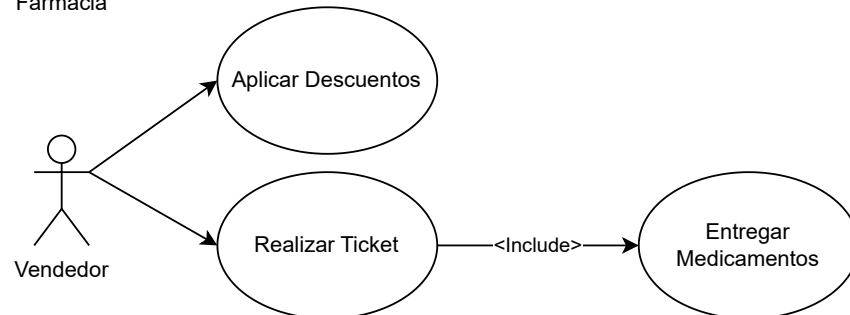 Farmacia
Aplicar Descuentos
Realizar Ticket
<Include>
Entregar
Medicamentos
Vendedor